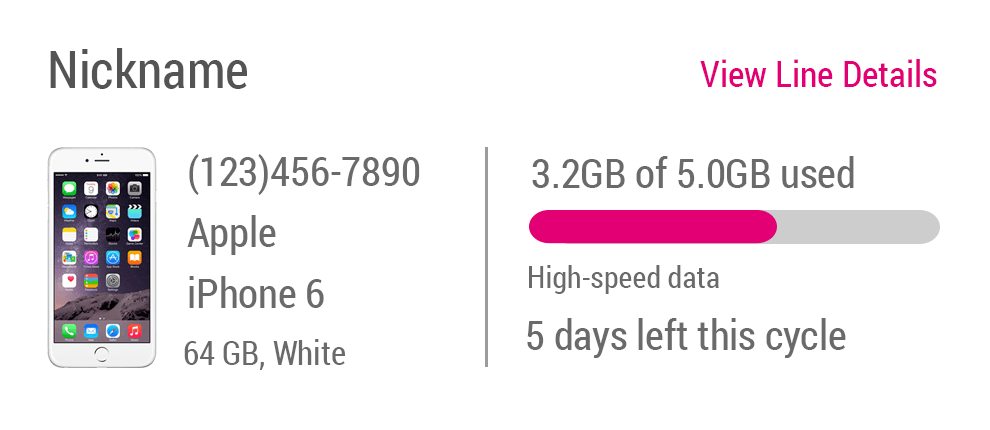 Nickname
View Line Details
(123)456-7890
Apple
iPhone 6
64 GB, White
3.2GB of 5.0GB used
High-speed data
5 days left this cycle